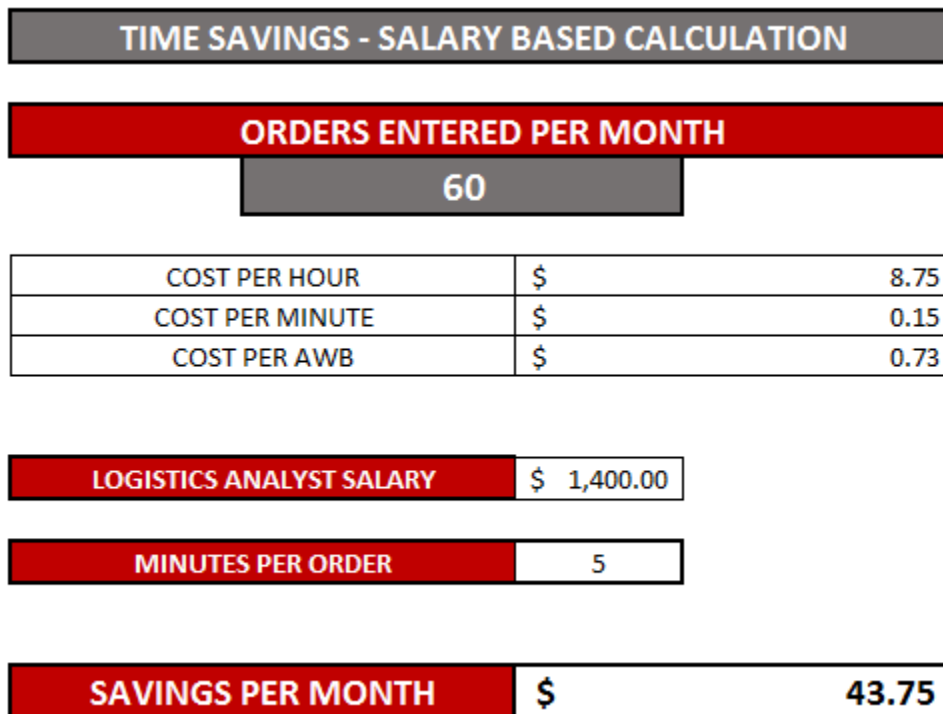 TIME SAVINGS - SALARY BASED CALCULATION
ORDERS ENTERED PER MONTH
60
COST PER HOUR $ 8.75
COST PER MINUTE $ 0.15
COST PER AWB $ 0.73
LOGISTICS ANALYST SALARY $ 1,400.00
MINUTES PER ORDER 5
SAVINGS PER MONTH $ 43.75